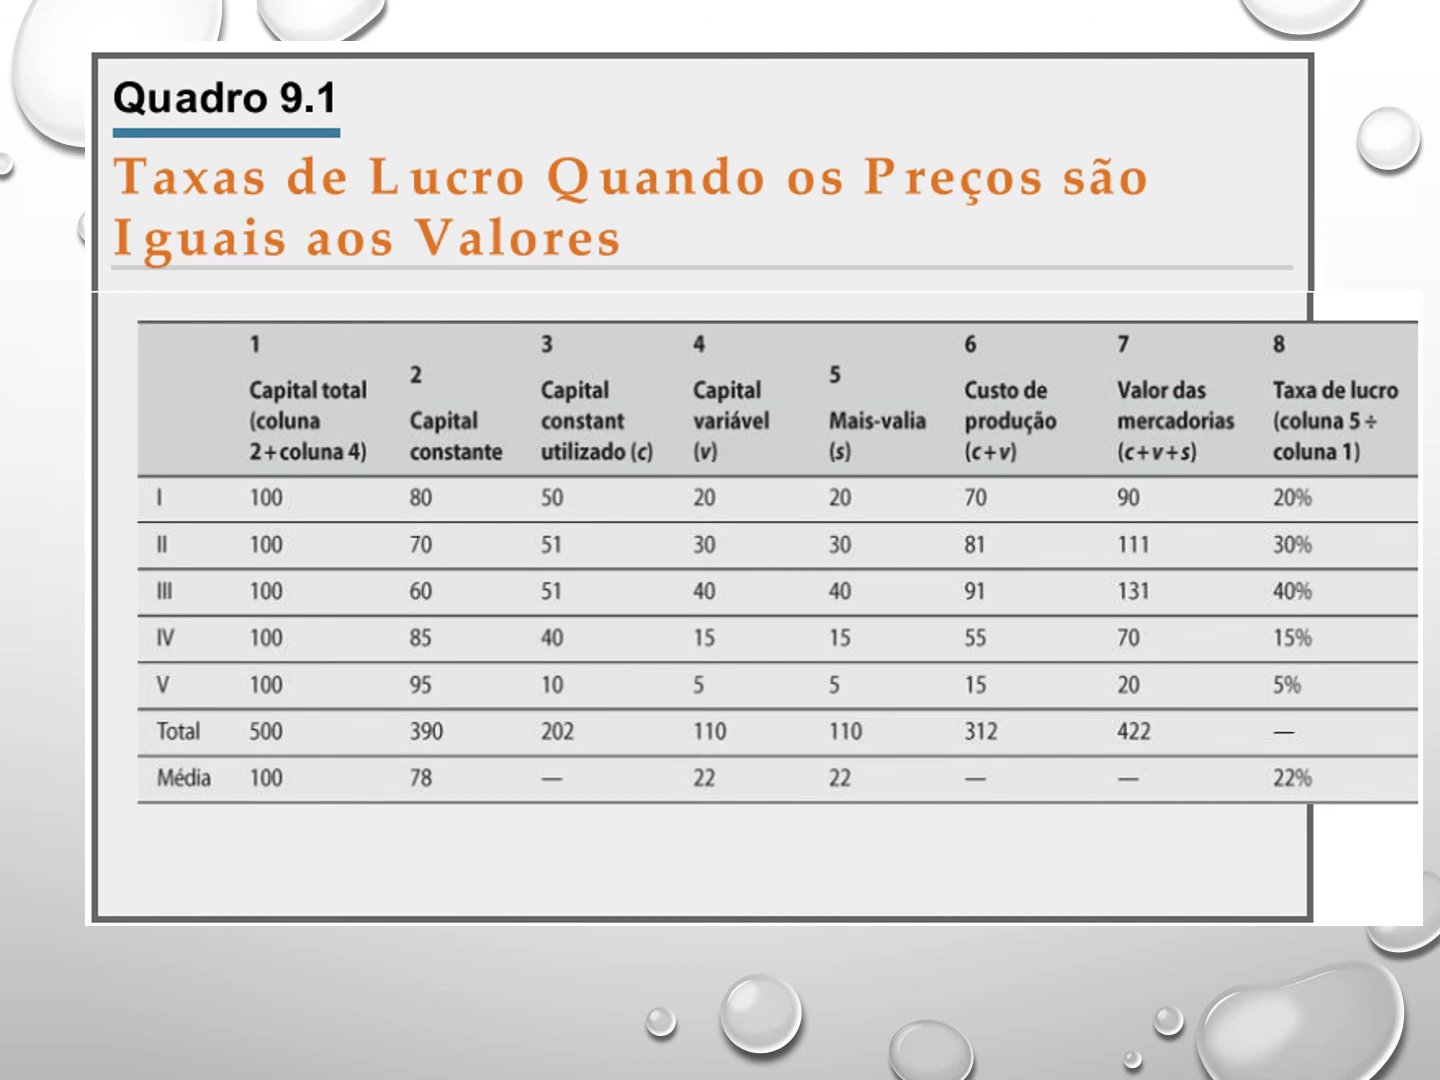 Quadro 9.1
Taxas de Lucro Quando os Preços são
Iguais aos Valores
1 2 3 4 5 6 7 8
Capital total (coluna 2+coluna 4) Capital constante Capital constant utilizado (c) Capital variável (v) Mais-valia (s) Custo de produção (c+v) Valor das mercadorias (c+v+s) Taxa de lucro (coluna 5÷ coluna 1)
I 100 80 50 20 20 70 90 20%
II 100 70 51 30 30 81 111 30%
III 100 60 51 40 40 91 131 40%
IV 100 85 40 15 15 55 70 15%
V 100 95 10 5 5 15 20 5%
Total 500 390 202 110 110 312 422 —
Média 100 78 — 22 22 — — 22%